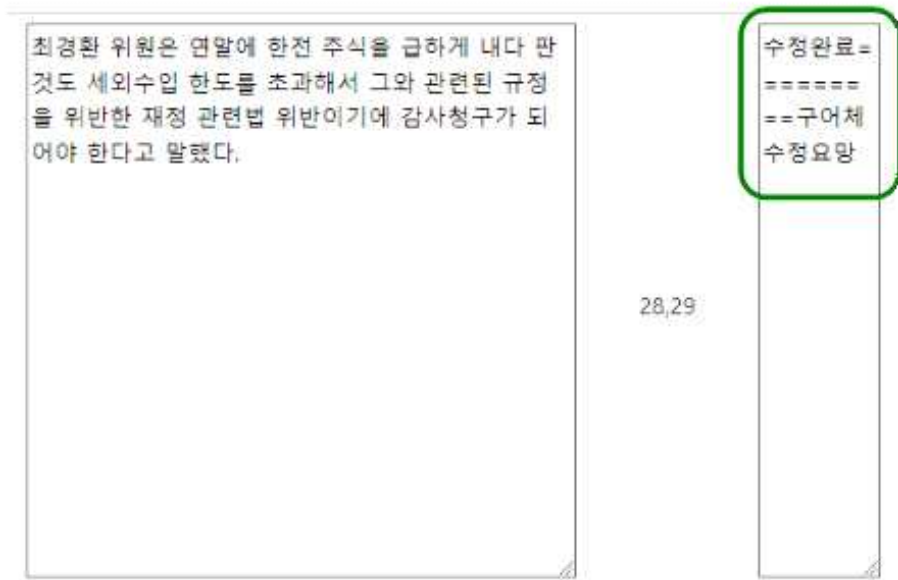 최경환 위원은 연말에 한전 주식을 급하게 내다 판
것도 세외수입 한도를 초과해서 그와 관련된 규정
을 위반한 재정 관련법 위반이기에 감사청구가 되
어야 한다고 말했다.
28,29
수정완료=
======
==구어체
수정요망